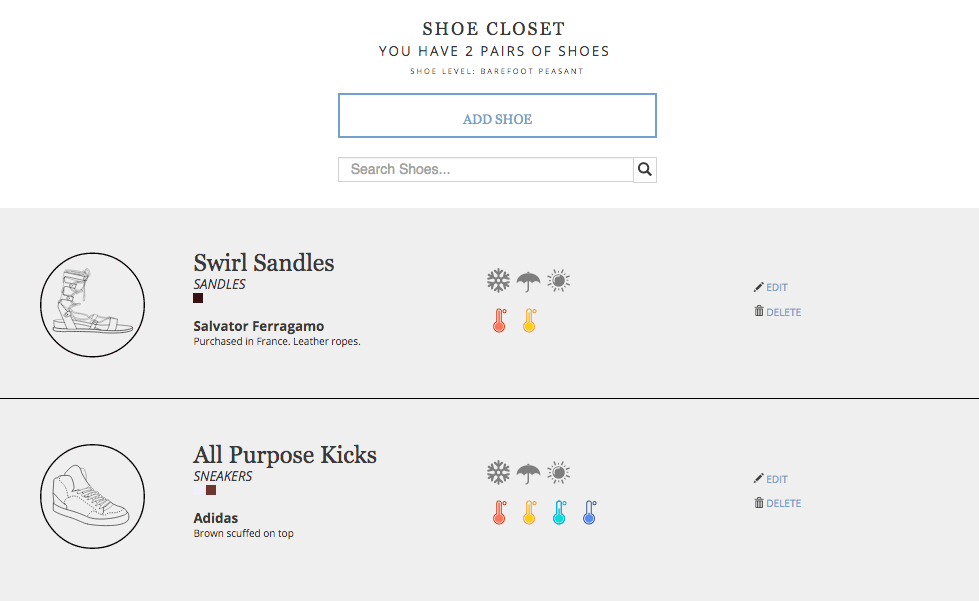 SHOE CLOSET
YOU HAVE 2 PAIRS OF SHOES
SHOE LEVEL: BAREFOOT PEASANT
ADD SHOE
Search Shoes...
Swirl Sandles
SANDLES
Salvator Ferragamo
Purchased in France. Leather ropes.
EDIT
DELETE
All Purpose Kicks
SNEAKERS
Adidas
Brown scuffed on top
EDIT
DELETE